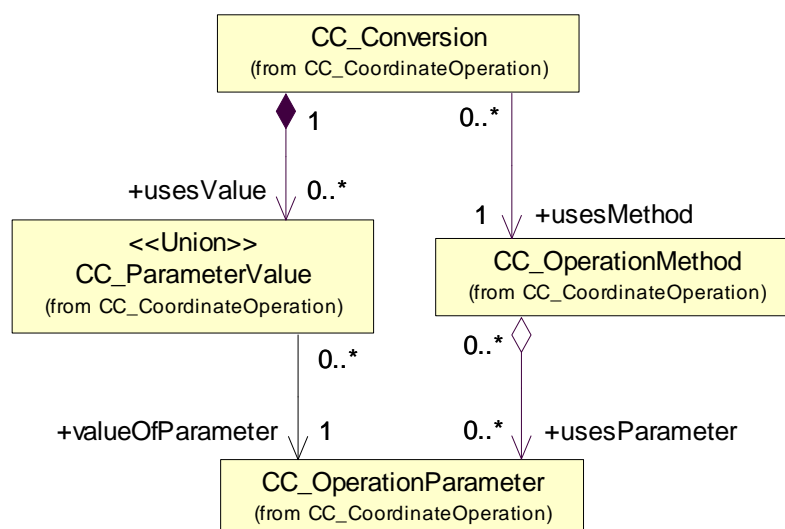 CC_Conversion
(from CC_CoordinateOperation)
1
0..*
+usesValue
0..*
1
+usesMethod
<<Union>>
CC_ParameterValue
(from CC_CoordinateOperation)
CC_OperationMethod
(from CC_CoordinateOperation)
0..*
0..*
+valueOfParameter
1
0..*
+usesParameter
CC_OperationParameter
(from CC_CoordinateOperation)